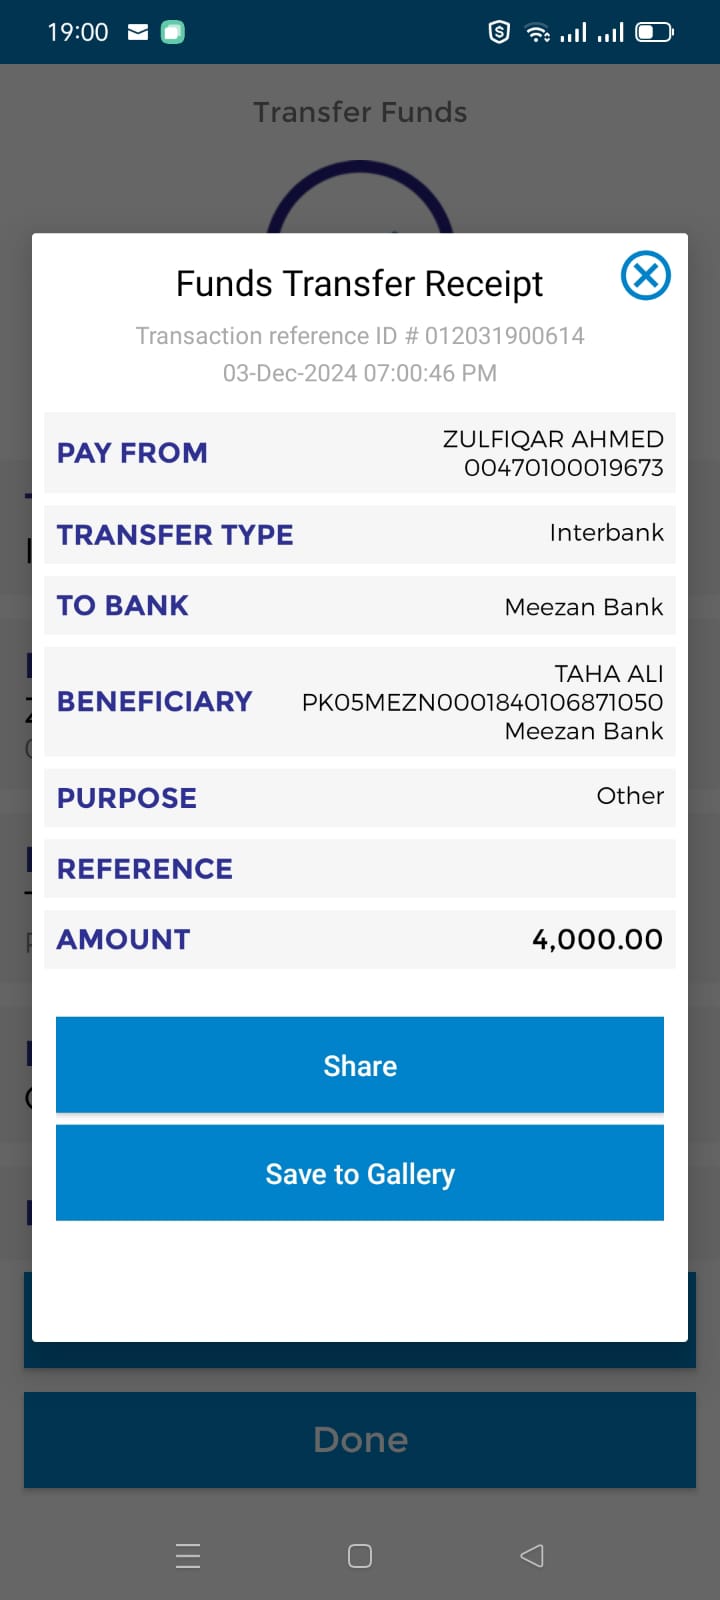 19:00
Transfer Funds
Funds Transfer Receipt
Transaction reference ID # 012031900614
03-Dec-2024 07:00:46 PM
PAY FROM
ZULFIQAR AHMED
00470100019673
TRANSFER TYPE
Interbank
TO BANK
Meezan Bank
BENEFICIARY
TAHA ALI
PK05MEZN0001840106871050
Meezan Bank
PURPOSE
Other
REFERENCE
AMOUNT
4,000.00
Share
Save to Gallery
Done